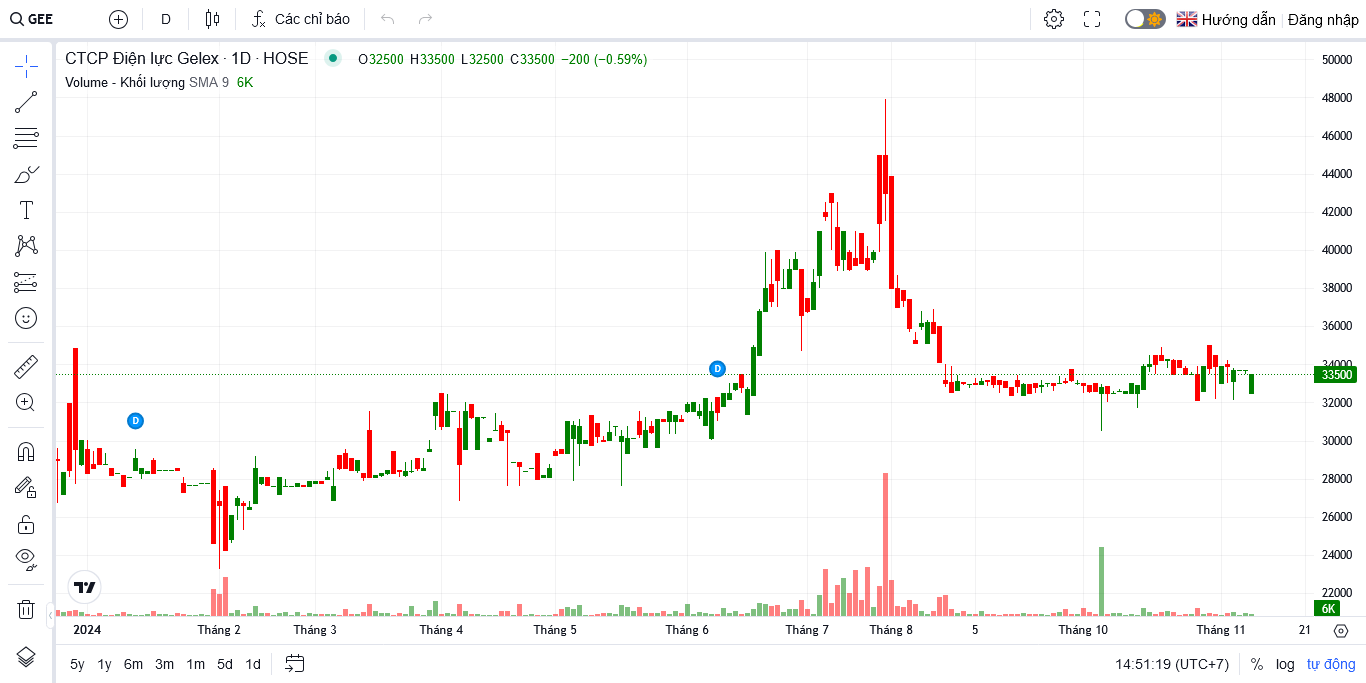 GEE
D
Các chỉ báo
Hướng dẫn
Đăng nhập
CTCP Điện lực Gelex · 1D · HOSE
O32500 H33500 L32500 C33500 −200 (−0.59%)
Volume - Khối lượng SMA 9 6K
D
D
50000
48000
46000
44000
42000
40000
38000
36000
34000
33500
32000
30000
28000
26000
24000
22000
6K
2024 Tháng 2 Tháng 3 Tháng 4 Tháng 5 Tháng 6 Tháng 7 Tháng 8 5 Tháng 10 Tháng 11 21
5y 1y 6m 3m 1m 5d 1d
14:51:19 (UTC+7) % log tự động